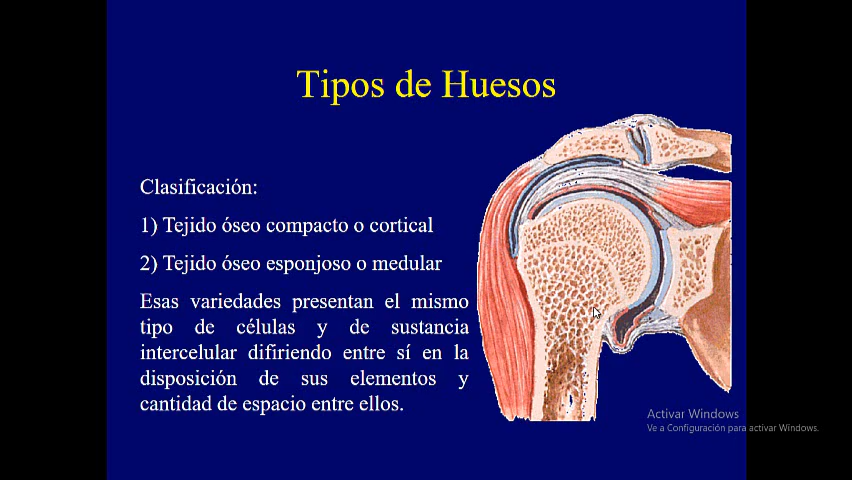 Tipos de Huesos
Clasificación:
1) Tejido óseo compacto o cortical
2) Tejido óseo esponjoso o medular
Esas variedades presentan el mismo
tipo de células y de sustancia
intercelular difiriendo entre sí en la
disposición de sus elementos y
cantidad de espacio entre ellos.
Activar Windows
Ve a Configuración para activar Windows.